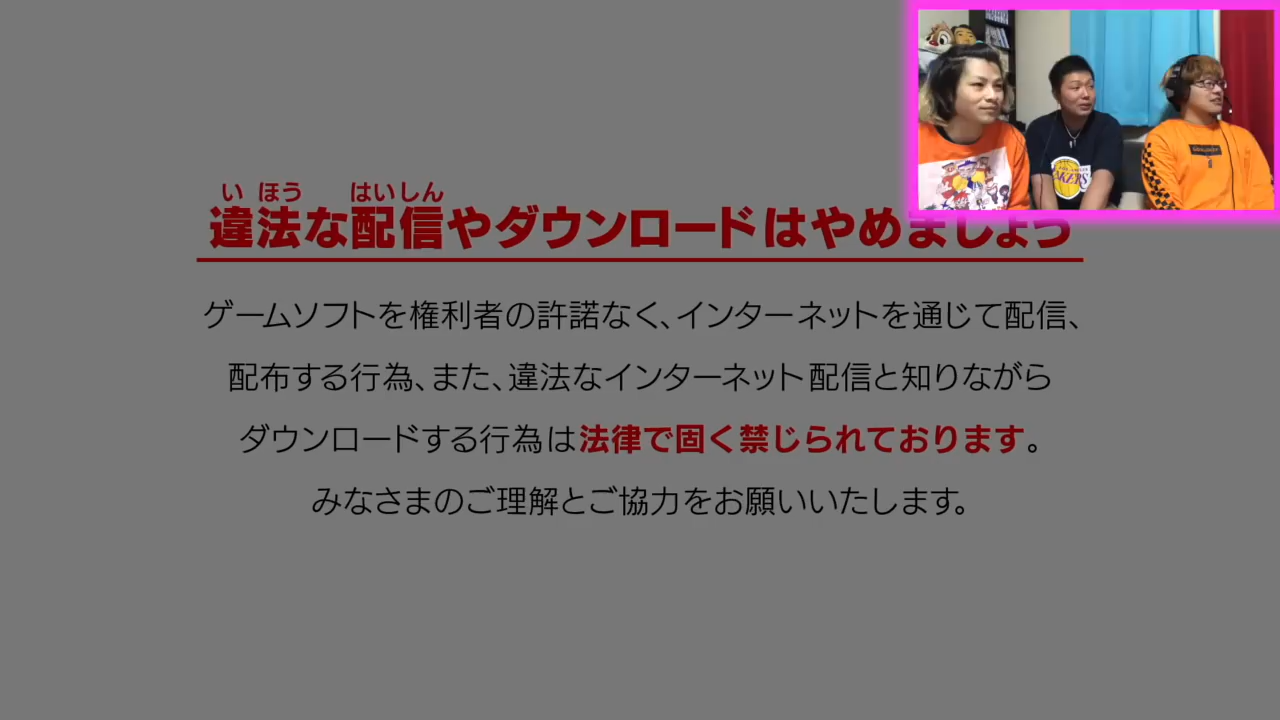 い ほう はいしん
違法な配信やダウンロードはやめましょう
ゲームソフトを権利者の許諾なく、インターネットを通じて配信、
配布する行為、また、違法なインターネット配信と知りながら
ダウンロードする行為は法律で固く禁じられております。
みなさまのご理解とご協力をお願いいたします。
LAKERS